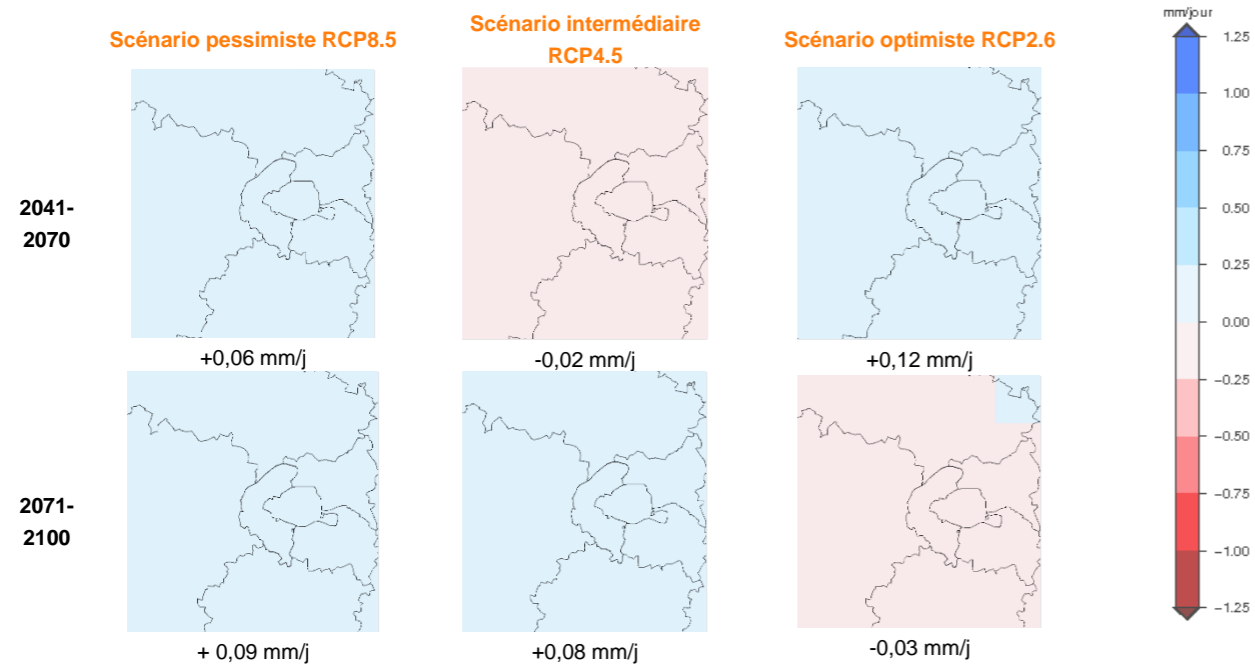 Scénario pessimiste RCP8.5
Scénario intermédiaire
RCP4.5
Scénario optimiste RCP2.6
2041-
2070
+0,06 mm/j
-0,02 mm/j
+0,12 mm/j
2071-
2100
+ 0,09 mm/j
+0,08 mm/j
-0,03 mm/j
mm/jour
1.25
1.00
0.75
0.50
0.25
0.00
−0.25
−0.50
−0.75
−1.00
−1.25